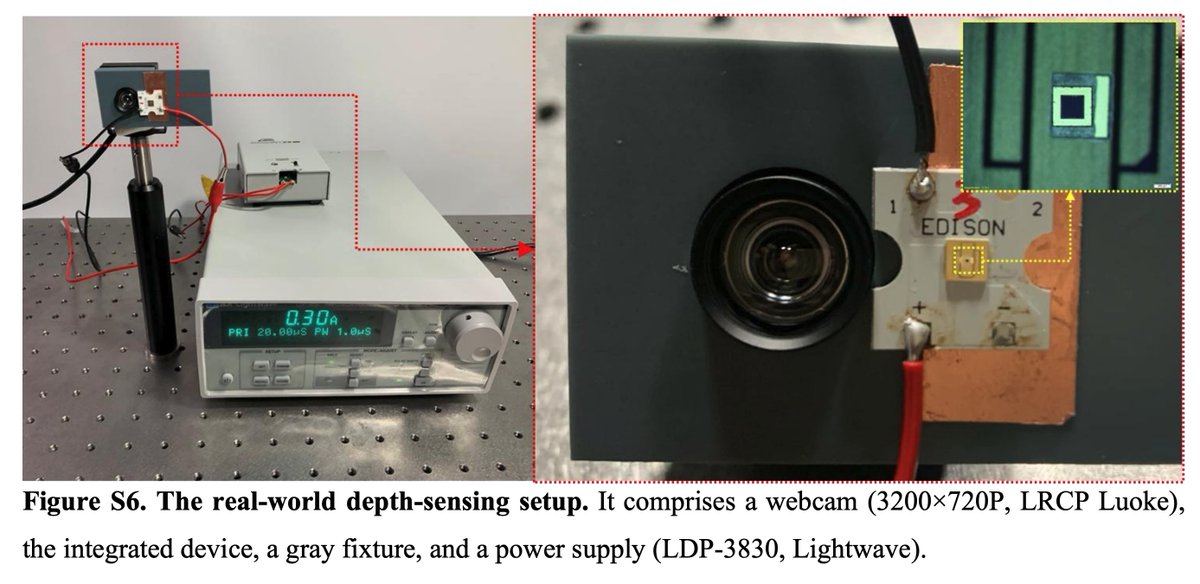 0.30A
PRI 20.00µS PW 1.0µS
SETUP
1
EDISON
2
+
Figure S6. The real-world depth-sensing setup. It comprises a webcam (3200×720P, LRCP Luoke),
the integrated device, a gray fixture, and a power supply (LDP-3830, Lightwave).